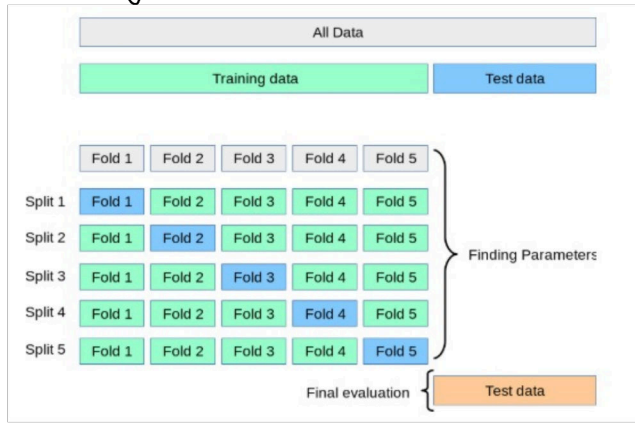 All Data
Training data Test data
Fold 1 Fold 2 Fold 3 Fold 4 Fold 5
Split 1 Fold 1 Fold 2 Fold 3 Fold 4 Fold 5
Split 2 Fold 1 Fold 2 Fold 3 Fold 4 Fold 5
Finding Parameters
Split 3 Fold 1 Fold 2 Fold 3 Fold 4 Fold 5
Split 4 Fold 1 Fold 2 Fold 3 Fold 4 Fold 5
Split 5 Fold 1 Fold 2 Fold 3 Fold 4 Fold 5
Final evaluation Test data